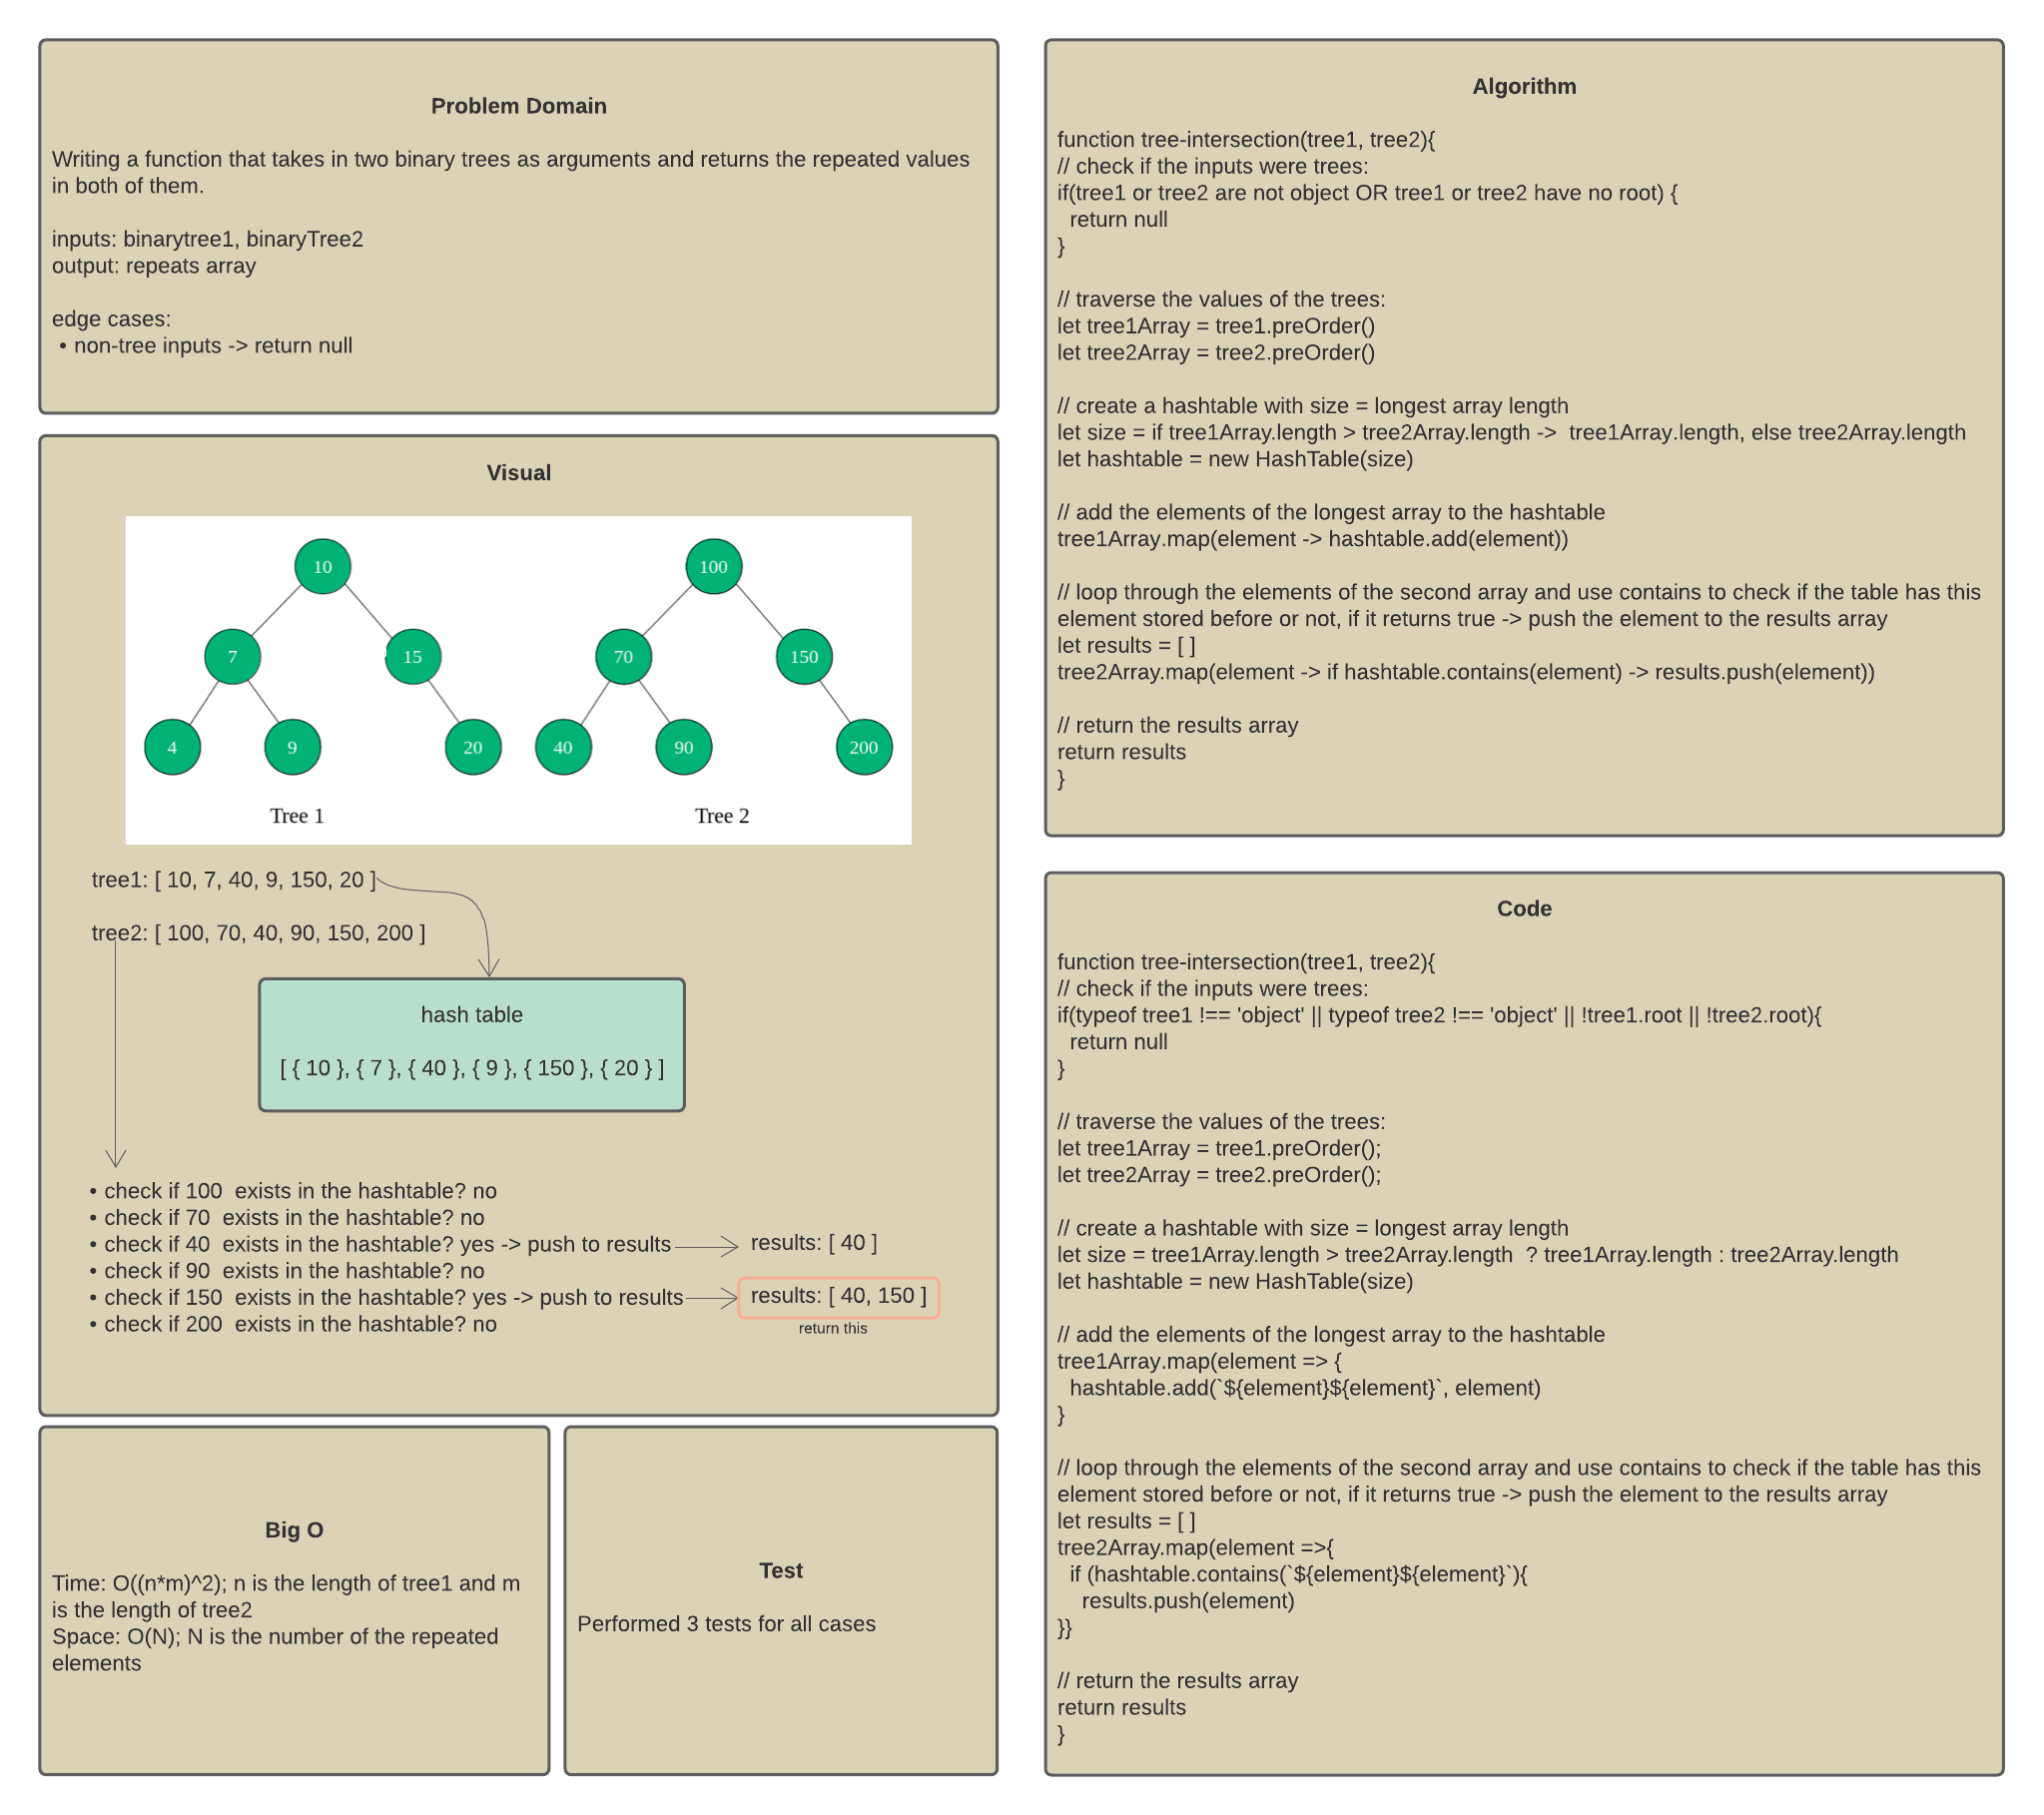 Problem Domain
Writing a function that takes in two binary trees as arguments and returns the repeated values
in both of them.
inputs: binarytree1, binaryTree2
output: repeats array
edge cases:
• non-tree inputs -> return null
Visual
10
100
7
15
70
150
4
9
20
40
90
200
Tree 1
Tree 2
tree1: [ 10, 7, 40, 9, 150, 20 ]
tree2: [ 100, 70, 40, 90, 150, 200 ]
hash table
[ { 10 }, { 7 }, { 40 }, { 9 }, { 150 }, { 20 } ]
• check if 100  exists in the hashtable? no
• check if 70  exists in the hashtable? no
• check if 40  exists in the hashtable? yes -> push to results
results: [ 40 ]
• check if 90  exists in the hashtable? no
• check if 150  exists in the hashtable? yes -> push to results
results: [ 40, 150 ]
• check if 200  exists in the hashtable? no
return this
Big O
Time: O((n*m)^2); n is the length of tree1 and m
is the length of tree2
Space: O(N); N is the number of the repeated
elements
Test
Performed 3 tests for all cases
Algorithm
function tree-intersection(tree1, tree2){
// check if the inputs were trees:
if(tree1 or tree2 are not object OR tree1 or tree2 have no root) {
return null
}
// traverse the values of the trees:
let tree1Array = tree1.preOrder()
let tree2Array = tree2.preOrder()
// create a hashtable with size = longest array length
let size = if tree1Array.length > tree2Array.length ->  tree1Array.length, else tree2Array.length
let hashtable = new HashTable(size)
// add the elements of the longest array to the hashtable
tree1Array.map(element -> hashtable.add(element))
// loop through the elements of the second array and use contains to check if the table has this
element stored before or not, if it returns true -> push the element to the results array
let results = [ ]
tree2Array.map(element -> if hashtable.contains(element) -> results.push(element))
// return the results array
return results
}
Code
function tree-intersection(tree1, tree2){
// check if the inputs were trees:
if(typeof tree1 !== 'object' || typeof tree2 !== 'object' || !tree1.root || !tree2.root){
return null
}
// traverse the values of the trees:
let tree1Array = tree1.preOrder();
let tree2Array = tree2.preOrder();
// create a hashtable with size = longest array length
let size = tree1Array.length > tree2Array.length  ? tree1Array.length : tree2Array.length
let hashtable = new HashTable(size)
// add the elements of the longest array to the hashtable
tree1Array.map(element => {
hashtable.add(`${element}${element}`, element)
}
// loop through the elements of the second array and use contains to check if the table has this
element stored before or not, if it returns true -> push the element to the results array
let results = [ ]
tree2Array.map(element =>{
if (hashtable.contains(`${element}${element}`){
results.push(element)
}}
// return the results array
return results
}